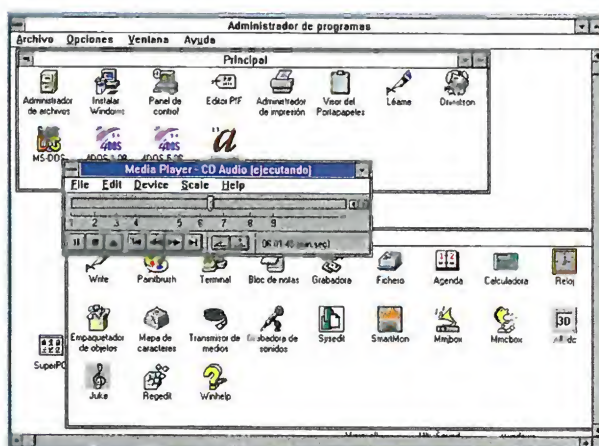 Administrador de programas
Archivo Opciones Ventana Ayuda
Principal
Administrador de archivos
Instalar Windows
Panel de control
Editor PIF
Administrador de impresión
Visor del Portapapeles
Léame
MS-DOS
Media Player - CD Audio (ejecutando)
File Edit Device Scale Help
1 2 3 4 5 6 7 8 9
06:01:40 (min:sec)
Write
Paintbrush
Terminal
Bloc de notas
Grabadora
Fichero
Agenda
Calculadora
Reloj
Empaquetador de objetos
Mapa de caracteres
Transmisor de medios
Grabadora de sonidos
Sysedit
SmartMon
Mmjbox
Mmcbox
SuperPC
Juke
Regedit
Winhelp